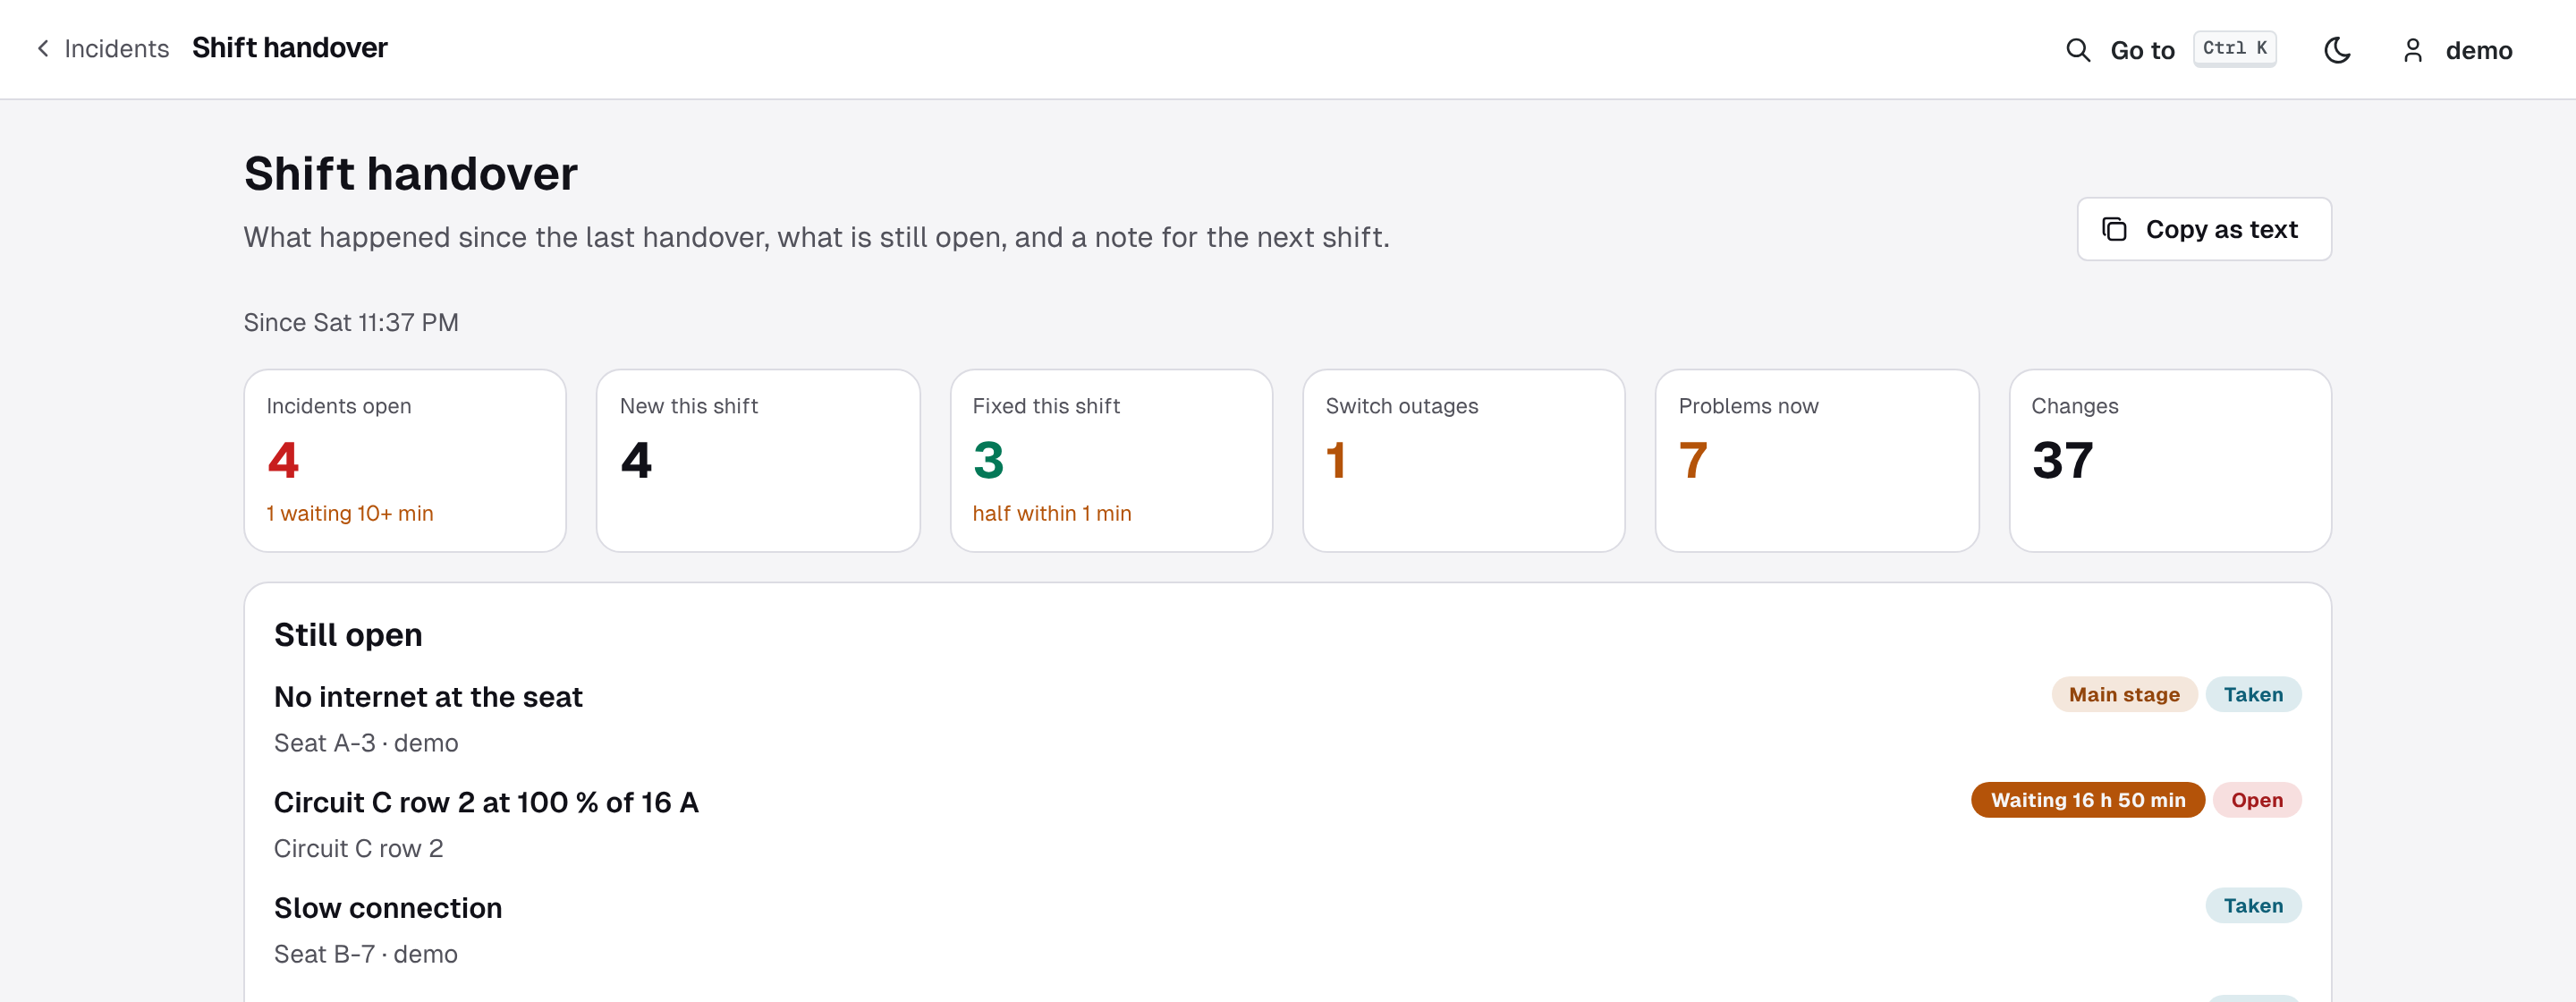 Incidents Shift handover Go to Ctrl K demo
Shift handover
What happened since the last handover, what is still open, and a note for the next shift.
Copy as text
Since Sat 11:37 PM
Incidents open
4
1 waiting 10+ min
New this shift
4
Fixed this shift
3
half within 1 min
Switch outages
1
Problems now
7
Changes
37
Still open
No internet at the seat
Main stage Taken
Seat A-3 · demo
Circuit C row 2 at 100 % of 16 A
Waiting 16 h 50 min Open
Circuit C row 2
Slow connection
Taken
Seat B-7 · demo